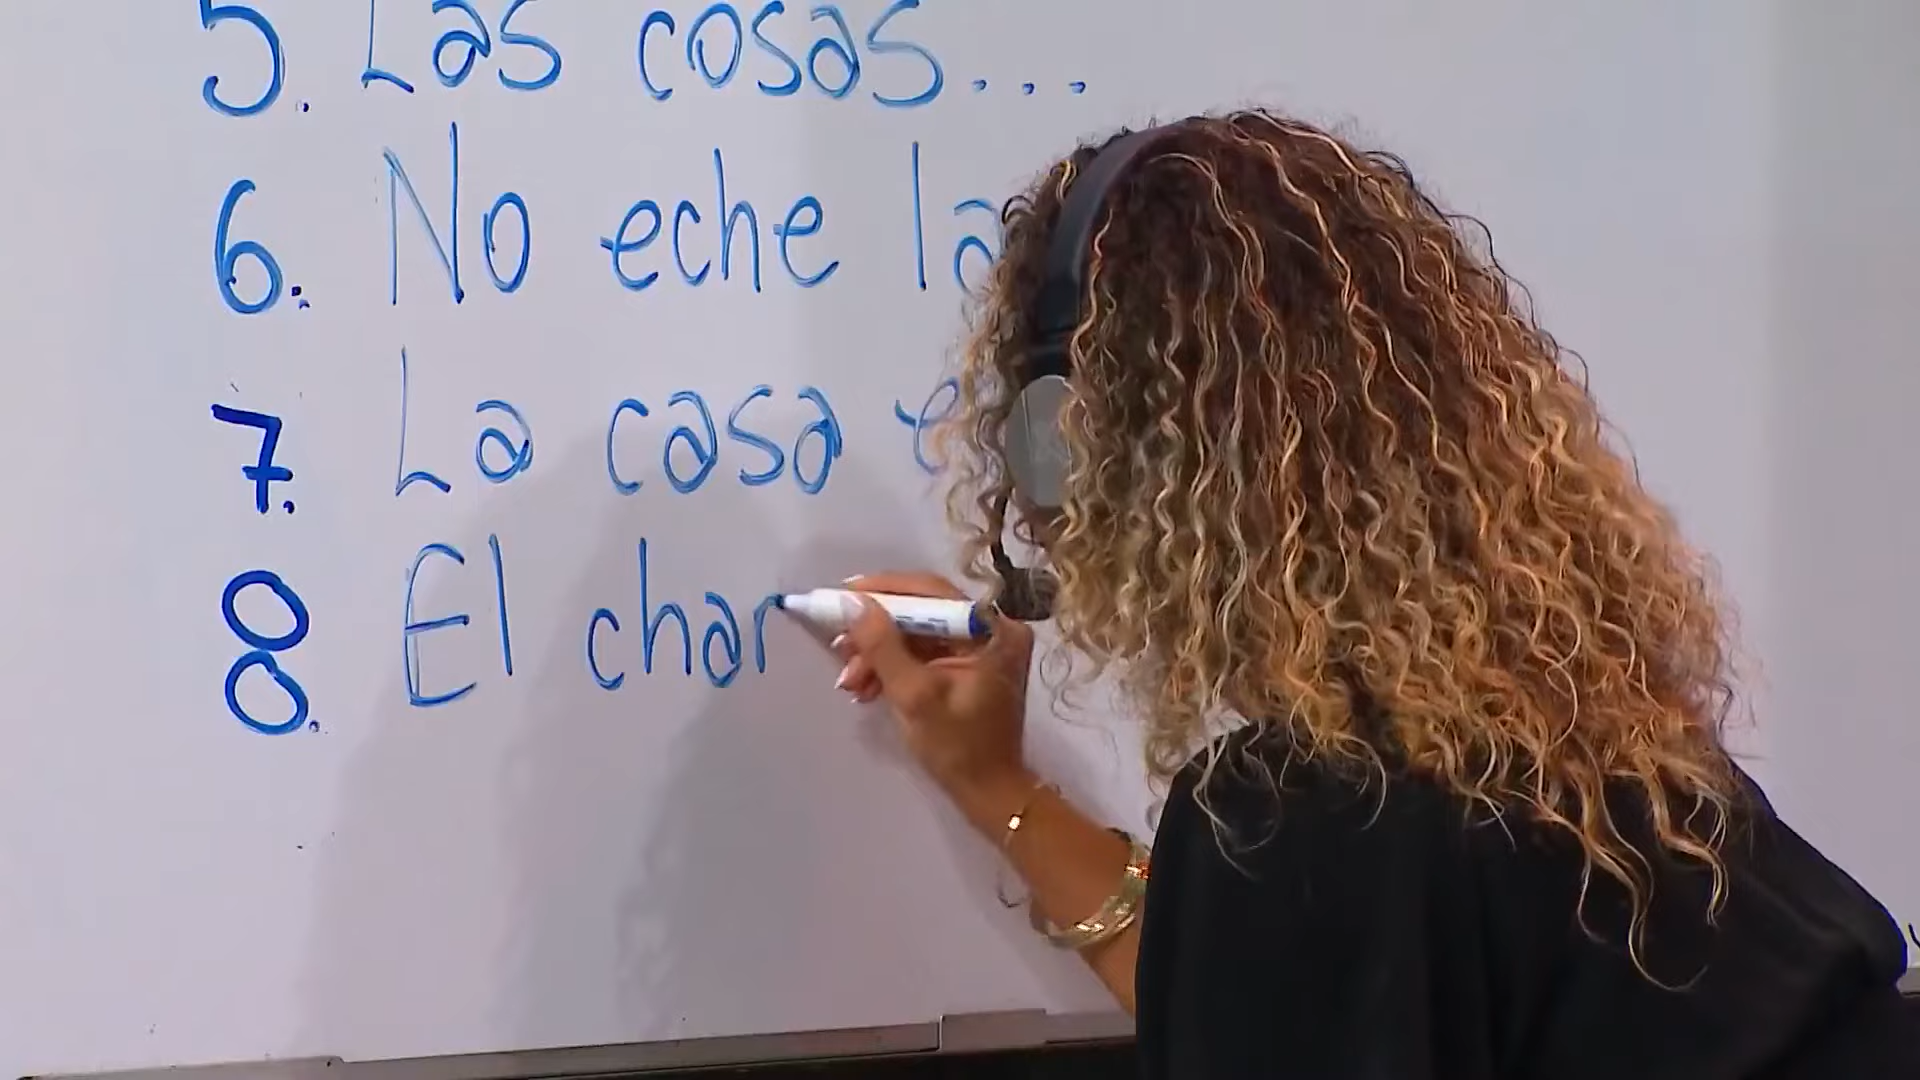 5. Las cosas...
6. No eche la
7. La casa
8. El char